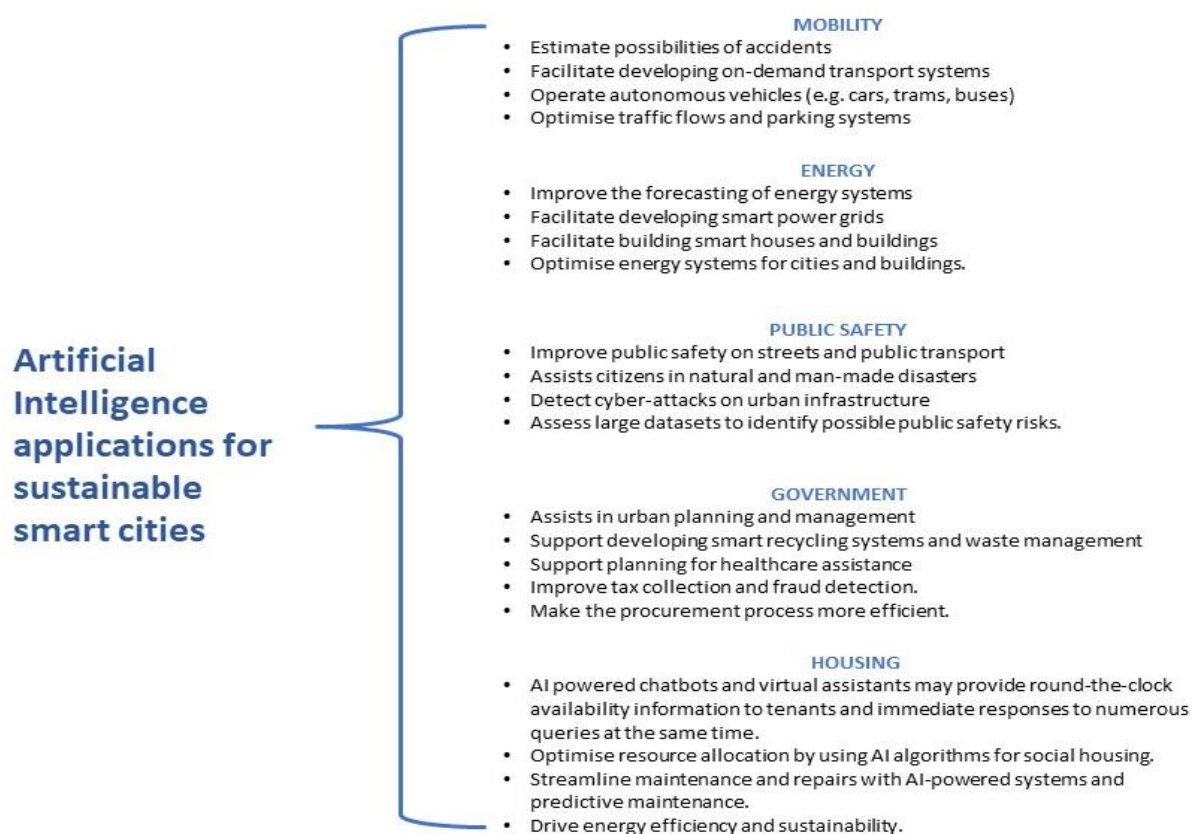 Artificial
Intelligence
applications for
sustainable
smart cities
MOBILITY
• Estimate possibilities of accidents
• Facilitate developing on-demand transport systems
• Operate autonomous vehicles (e.g. cars, trams, buses)
• Optimise traffic flows and parking systems
ENERGY
• Improve the forecasting of energy systems
• Facilitate developing smart power grids
• Facilitate building smart houses and buildings
• Optimise energy systems for cities and buildings.
PUBLIC SAFETY
• Improve public safety on streets and public transport
• Assists citizens in natural and man-made disasters
• Detect cyber-attacks on urban infrastructure
• Assess large datasets to identify possible public safety risks.
GOVERNMENT
• Assists in urban planning and management
• Support developing smart recycling systems and waste management
• Support planning for healthcare assistance
• Improve tax collection and fraud detection.
• Make the procurement process more efficient.
HOUSING
• AI powered chatbots and virtual assistants may provide round-the-clock
availability information to tenants and immediate responses to numerous
queries at the same time.
• Optimise resource allocation by using AI algorithms for social housing.
• Streamline maintenance and repairs with AI-powered systems and
predictive maintenance.
• Drive energy efficiency and sustainability.